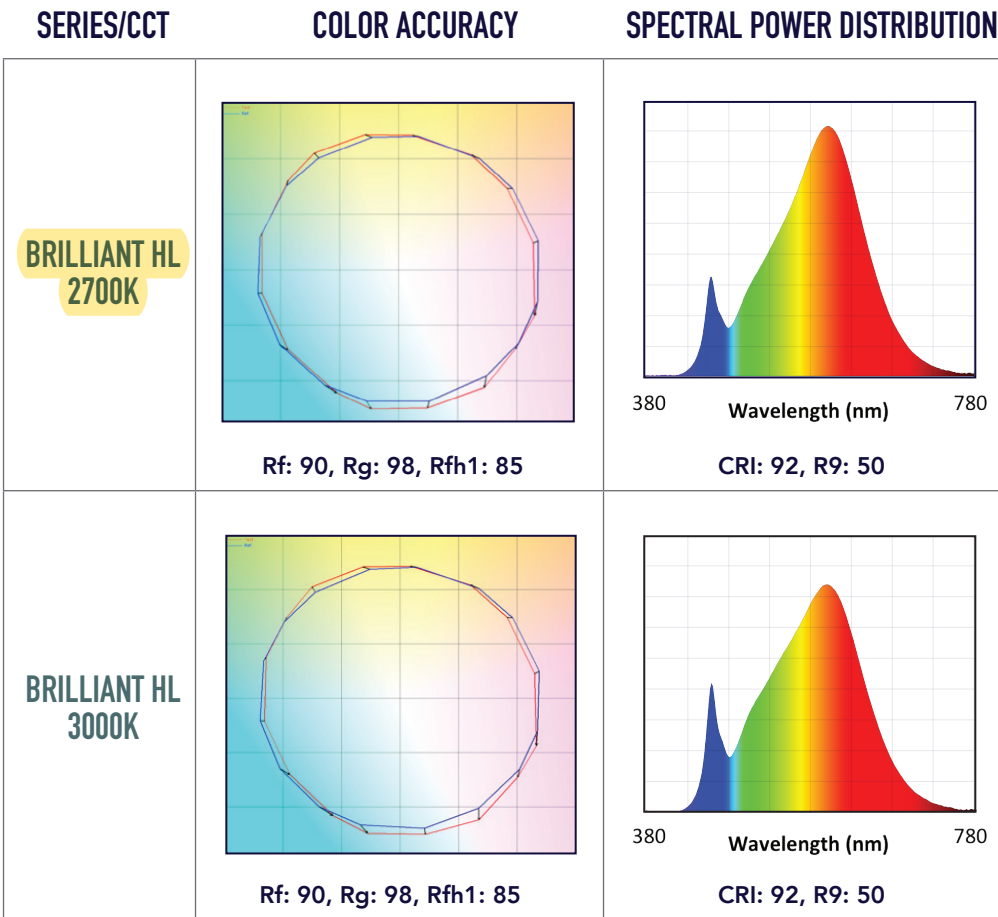 SERIES/CCT COLOR ACCURACY SPECTRAL POWER DISTRIBUTION
BRILLIANT HL
2700K
380 Wavelength (nm) 780
Rf: 90, Rg: 98, Rfh1: 85
CRI: 92, R9: 50
BRILLIANT HL
3000K
380 Wavelength (nm) 780
Rf: 90, Rg: 98, Rfh1: 85
CRI: 92, R9: 50